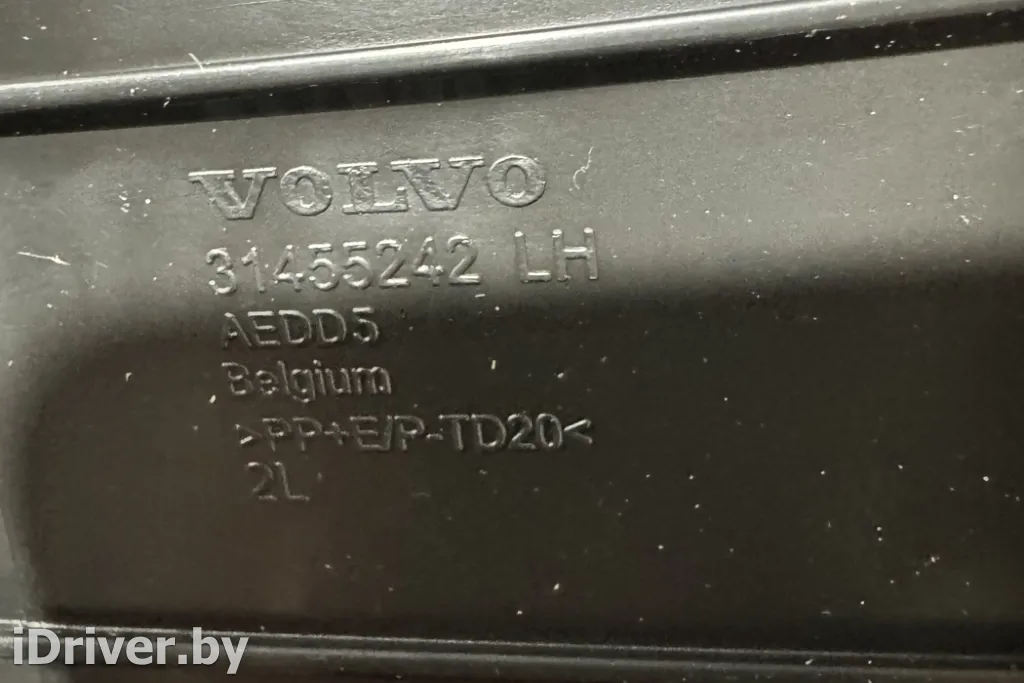 VOLVO
31455242 LH
AEDD5
Belgium
>PP+E/P-TD20<
2L
iDriver.by